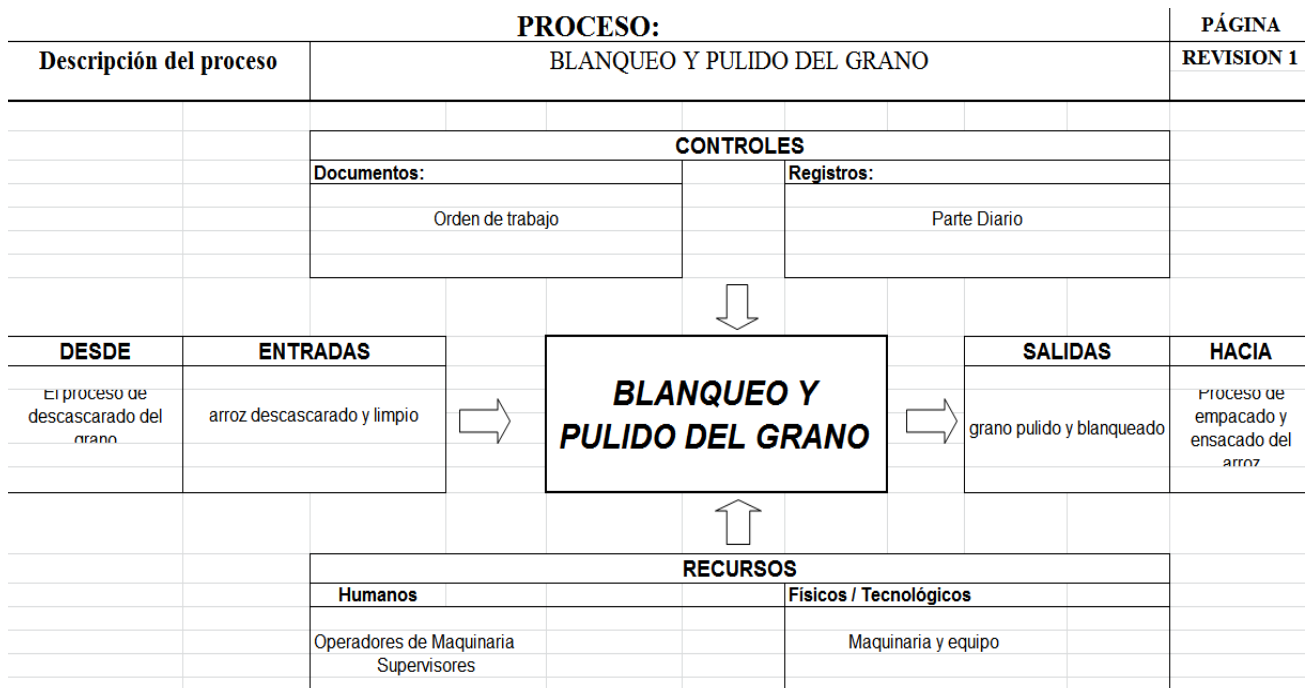 PROCESO:
PÁGINA
Descripción del proceso
BLANQUEO Y PULIDO DEL GRANO
REVISION 1
CONTROLES
Documentos:
Registros:
Orden de trabajo
Parte Diario
DESDE
ENTRADAS
El proceso de
descascarado del
grano
arroz descascarado y limpio
BLANQUEO Y
PULIDO DEL GRANO
SALIDAS
HACIA
grano pulido y blanqueado
Proceso de
empacado y
ensacado del
arroz
RECURSOS
Humanos
Físicos / Tecnológicos
Operadores de Maquinaria
Supervisores
Maquinaria y equipo